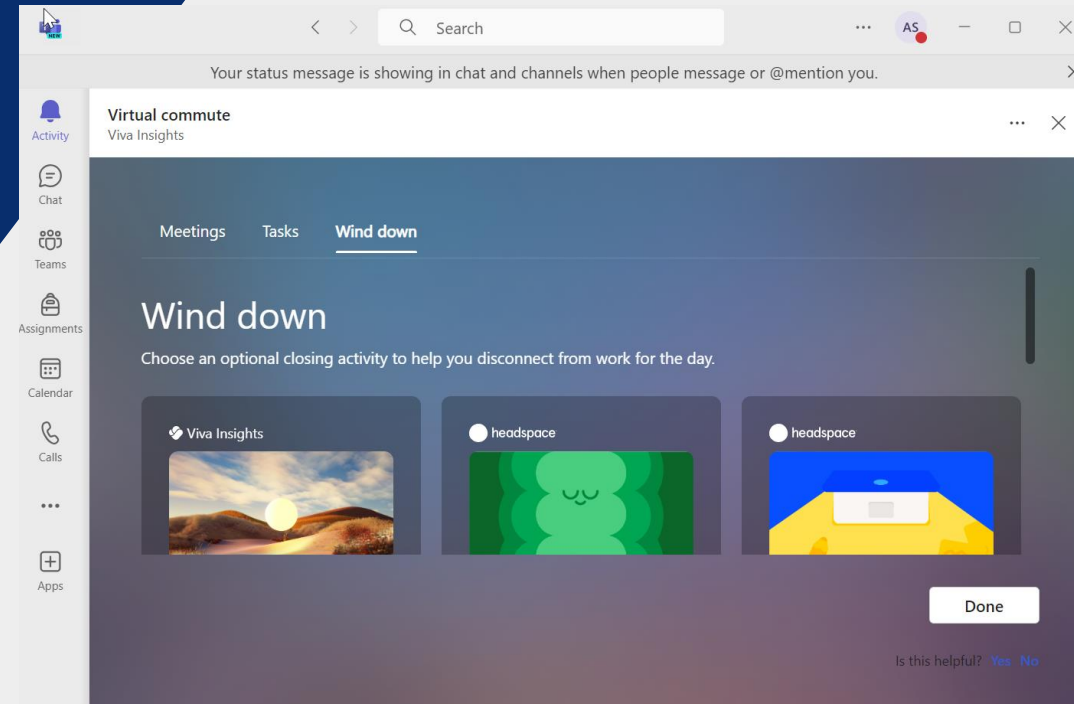 NEW
Search
AS
Your status message is showing in chat and channels when people message or @mention you.
Activity
Chat
Teams
Assignments
Calendar
Calls
Apps
Virtual commute
Viva Insights
Meetings Tasks Wind down
Wind down
Choose an optional closing activity to help you disconnect from work for the day.
Viva Insights
headspace
headspace
Done
Is this helpful? Yes No